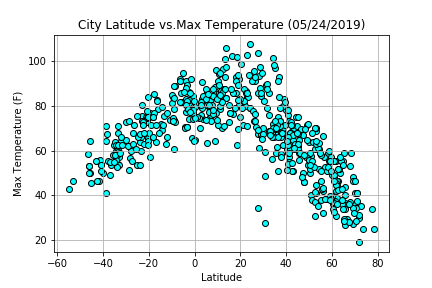 City Latitude vs.Max Temperature (05/24/2019)
100
80
60
40
20
Max Temperature (F)
−60 −40 −20 0 20 40 60 80
Latitude